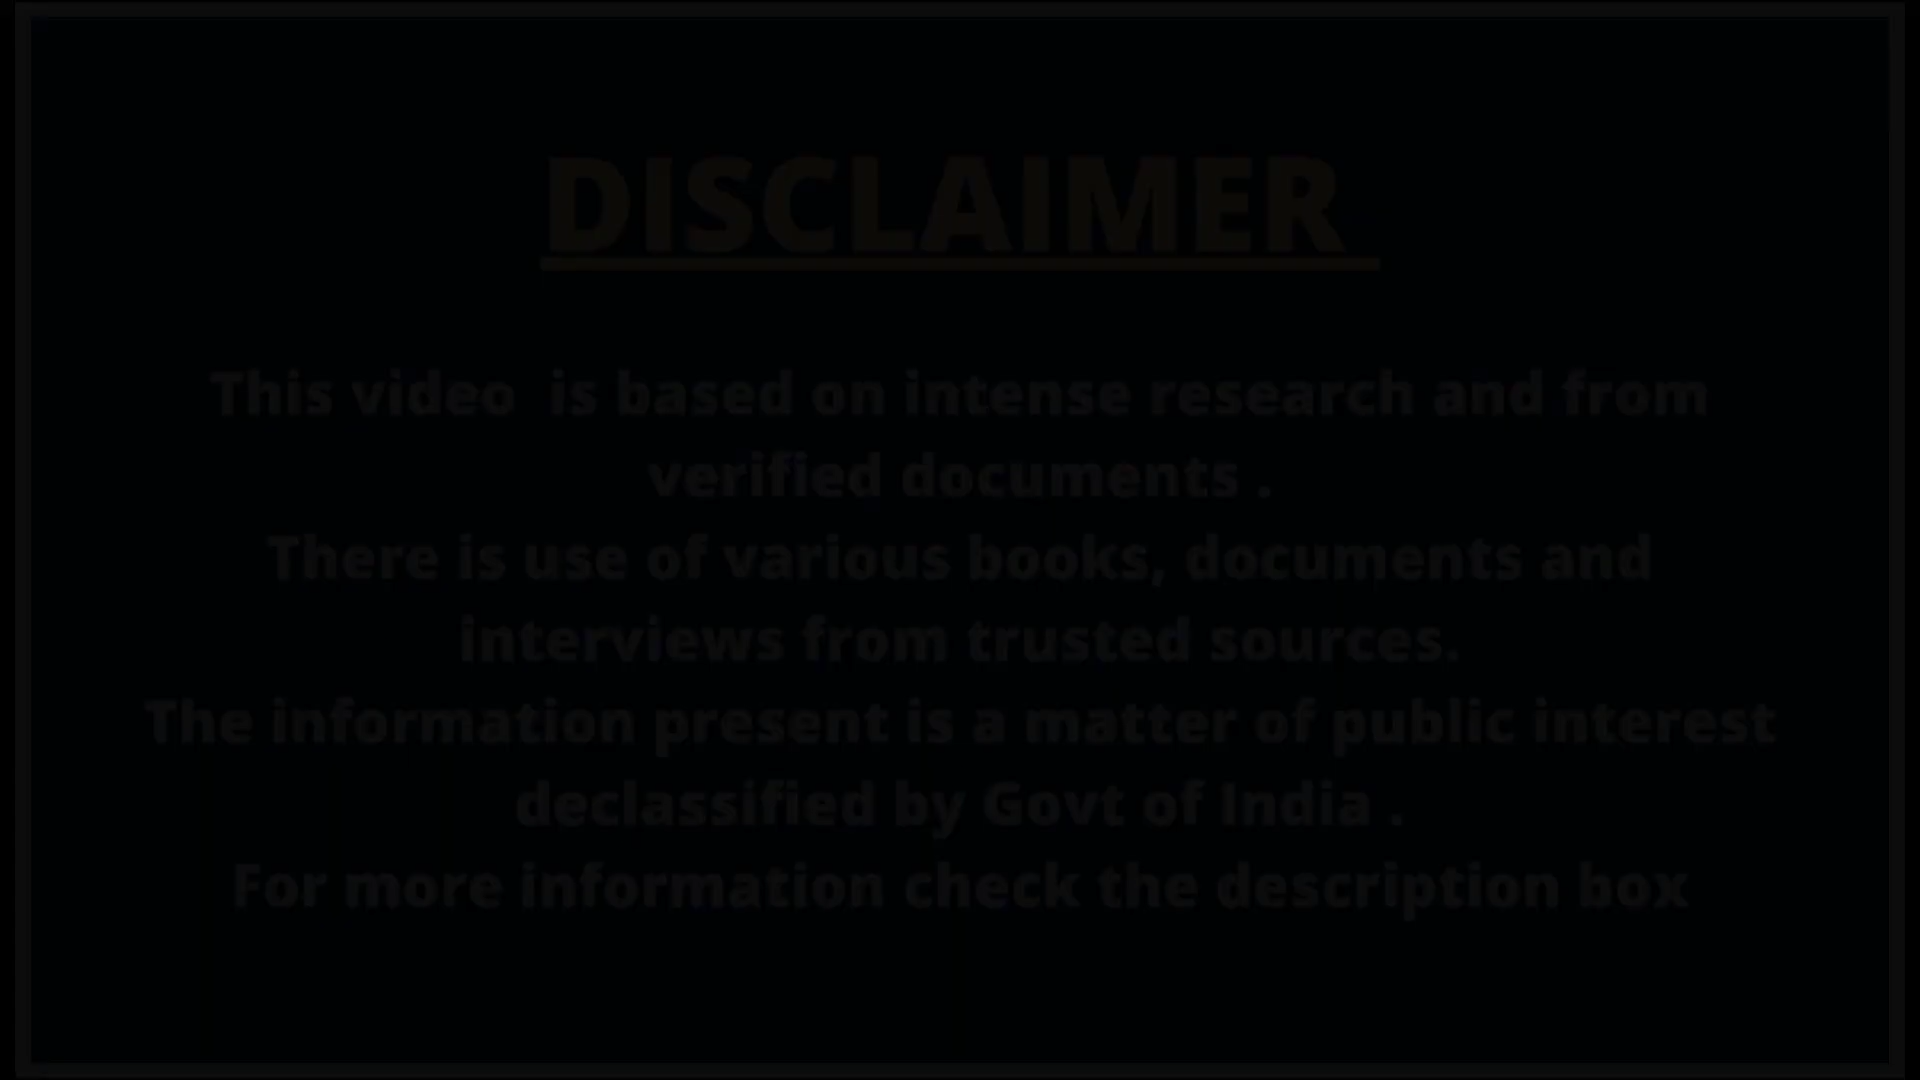 DISCLAIMER
This video  is based on intense research and from
verified documents .
There is use of various books, documents and
interviews from trusted sources.
The information present is a matter of public interest
declassified by Govt of India .
For more information check the description box